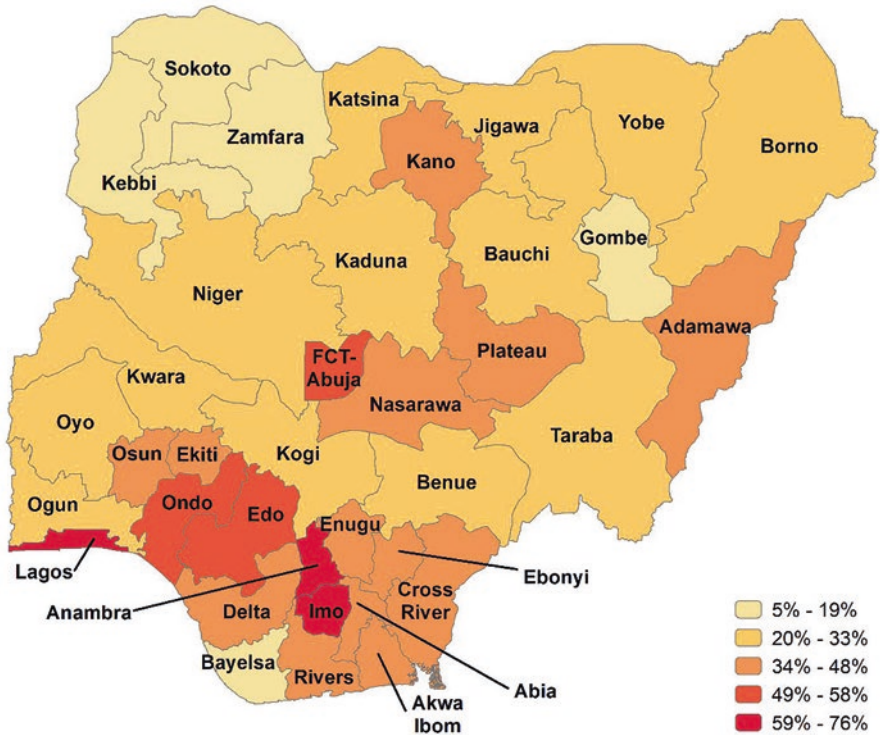 Sokoto
Katsina
Jigawa
Yobe
Borno
Zamfara
Kano
Kebbi
Gombe
Bauchi
Kaduna
Niger
Adamawa
Plateau
FCT-
Abuja
Kwara
Nasarawa
Oyo
Taraba
Osun
Ekiti
Kogi
Benue
Ogun
Ondo
Edo
Enugu
Lagos
Ebonyi
Anambra
Delta
Imo
Cross
River
Bayelsa
Rivers
Abia
Akwa
Ibom
5% - 19%
20% - 33%
34% - 48%
49% - 58%
59% - 76%